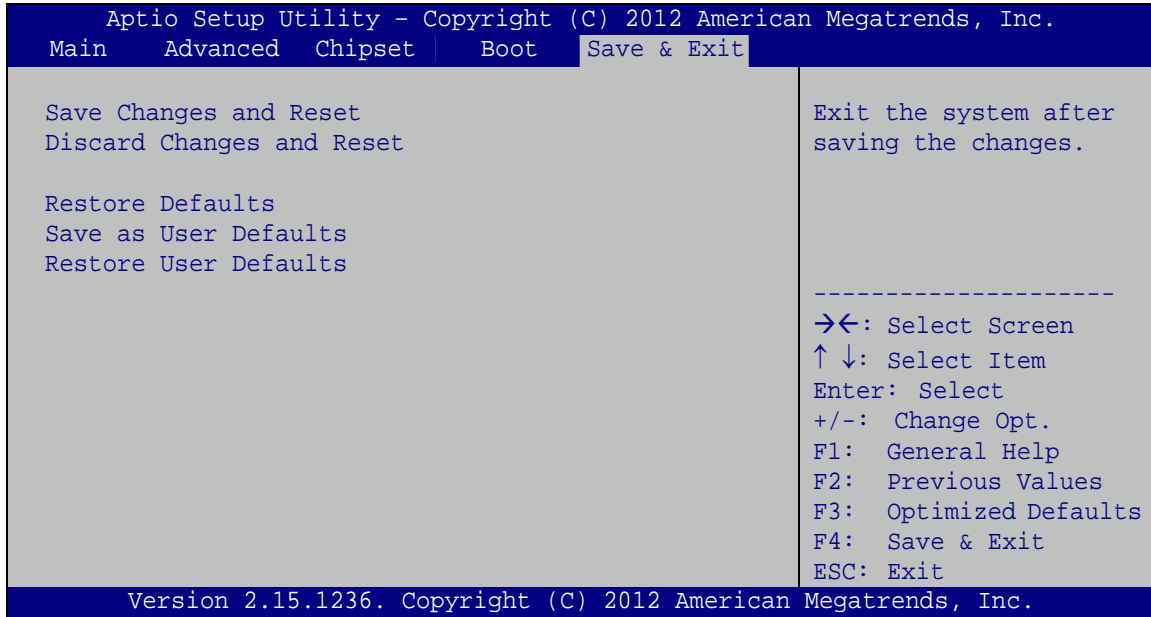 Aptio Setup Utility – Copyright (C) 2012 American Megatrends, Inc.
Main Advanced Chipset Boot Save & Exit
Save Changes and Reset
Discard Changes and Reset
Restore Defaults
Save as User Defaults
Restore User Defaults
Exit the system after
saving the changes.
---------------------
→←: Select Screen
↑ ↓: Select Item
Enter: Select
+/-: Change Opt.
F1: General Help
F2: Previous Values
F3: Optimized Defaults
F4: Save & Exit
ESC: Exit
Version 2.15.1236. Copyright (C) 2012 American Megatrends, Inc.